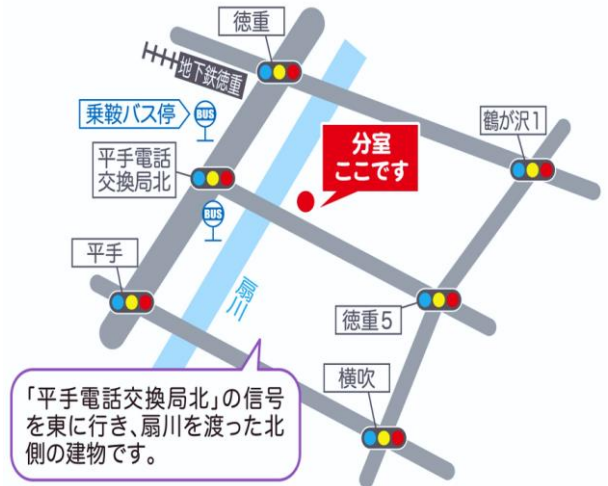 徳重
地下鉄徳重
乗鞍バス停
BUS
鶴が沢1
分室
ここです
平手電話
交換局北
BUS
平手
扇川
徳重5
横吹
「平手電話交換局北」の信号
を東に行き、扇川を渡った北
側の建物です。